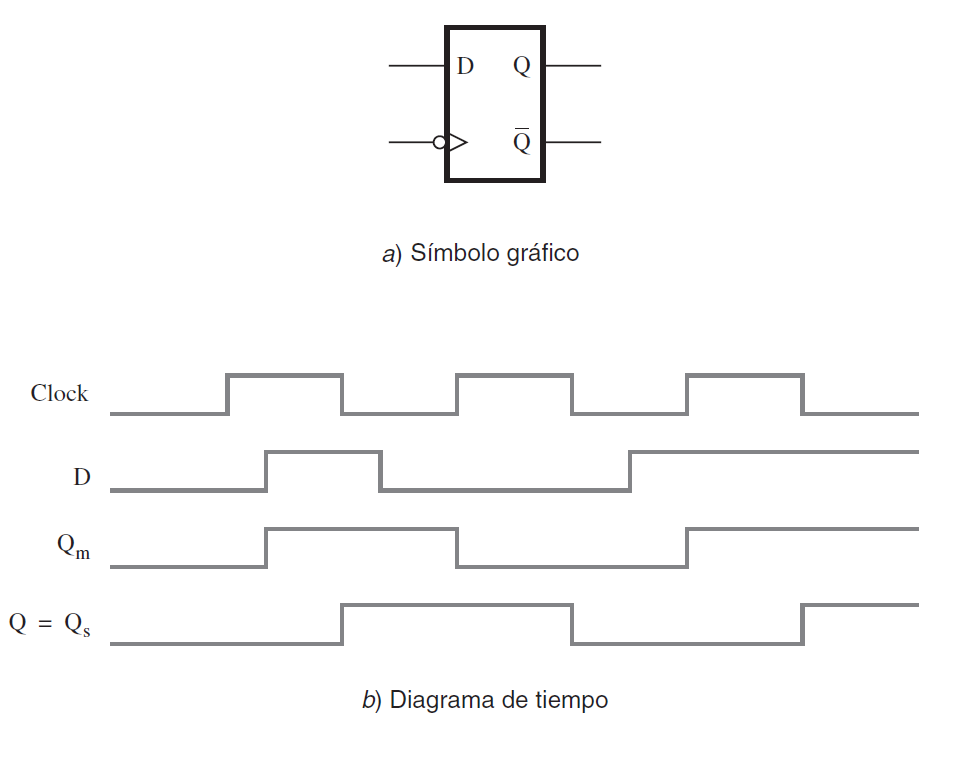 D Q
Q̅
a) Símbolo gráfico
Clock
D
Qm
Q = Qs
b) Diagrama de tiempo